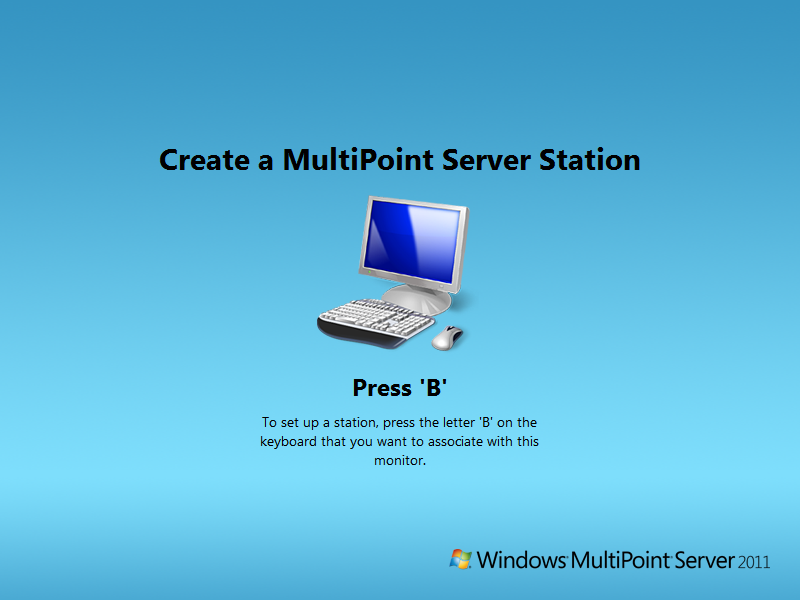 Create a MultiPoint Server Station
Press 'B'
To set up a station, press the letter 'B' on the
keyboard that you want to associate with this
monitor.
Windows MultiPoint Server 2011